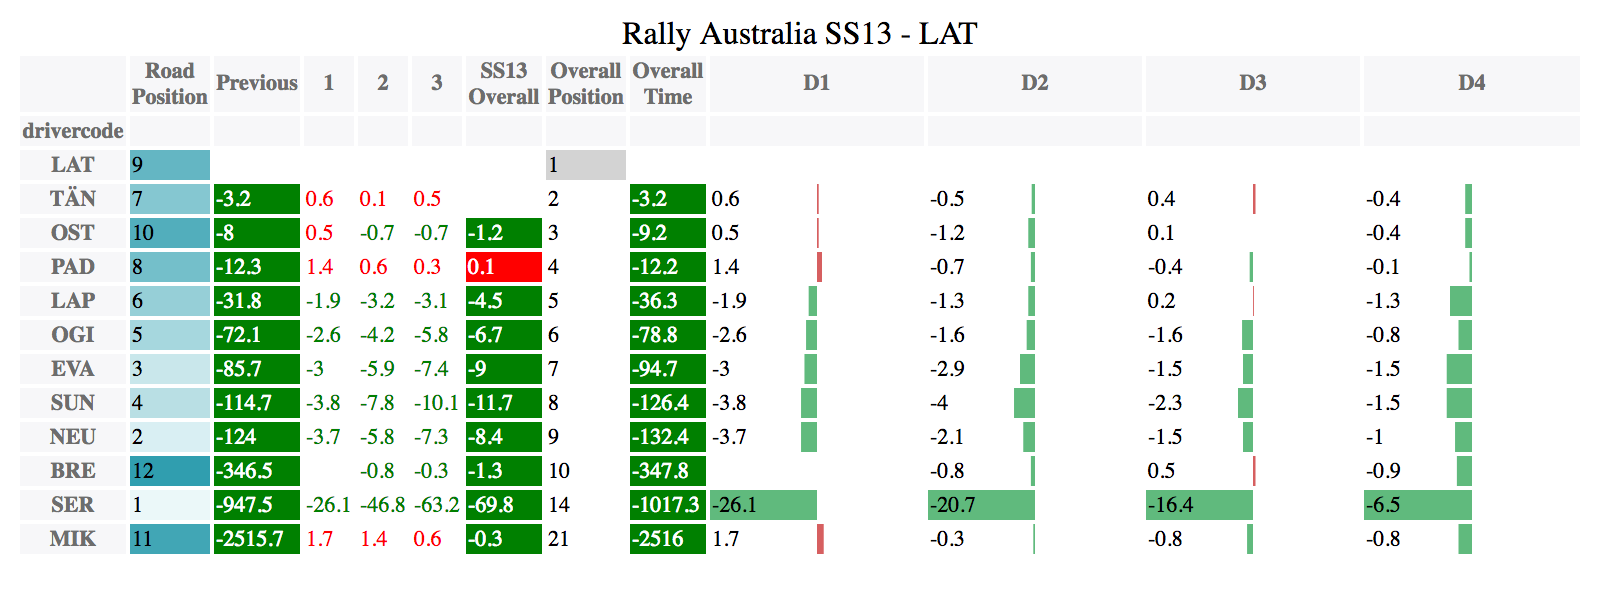 Rally Australia SS13 - LAT
Road Position Previous 1 2 3 SS13 Overall Overall Position Overall Time D1 D2 D3 D4
drivercode
LAT 9 1
TÄN 7 -3.2 0.6 0.1 0.5 2 -3.2 0.6 -0.5 0.4 -0.4
OST 10 -8 0.5 -0.7 -0.7 -1.2 3 -9.2 0.5 -1.2 0.1 -0.4
PAD 8 -12.3 1.4 0.6 0.3 0.1 4 -12.2 1.4 -0.7 -0.4 -0.1
LAP 6 -31.8 -1.9 -3.2 -3.1 -4.5 5 -36.3 -1.9 -1.3 0.2 -1.3
OGI 5 -72.1 -2.6 -4.2 -5.8 -6.7 6 -78.8 -2.6 -1.6 -1.6 -0.8
EVA 3 -85.7 -3 -5.9 -7.4 -9 7 -94.7 -3 -2.9 -1.5 -1.5
SUN 4 -114.7 -3.8 -7.8 -10.1 -11.7 8 -126.4 -3.8 -4 -2.3 -1.5
NEU 2 -124 -3.7 -5.8 -7.3 -8.4 9 -132.4 -3.7 -2.1 -1.5 -1
BRE 12 -346.5 -0.8 -0.3 -1.3 10 -347.8 -0.8 0.5 -0.9
SER 1 -947.5 -26.1 -46.8 -63.2 -69.8 14 -1017.3 -26.1 -20.7 -16.4 -6.5
MIK 11 -2515.7 1.7 1.4 0.6 -0.3 21 -2516 1.7 -0.3 -0.8 -0.8